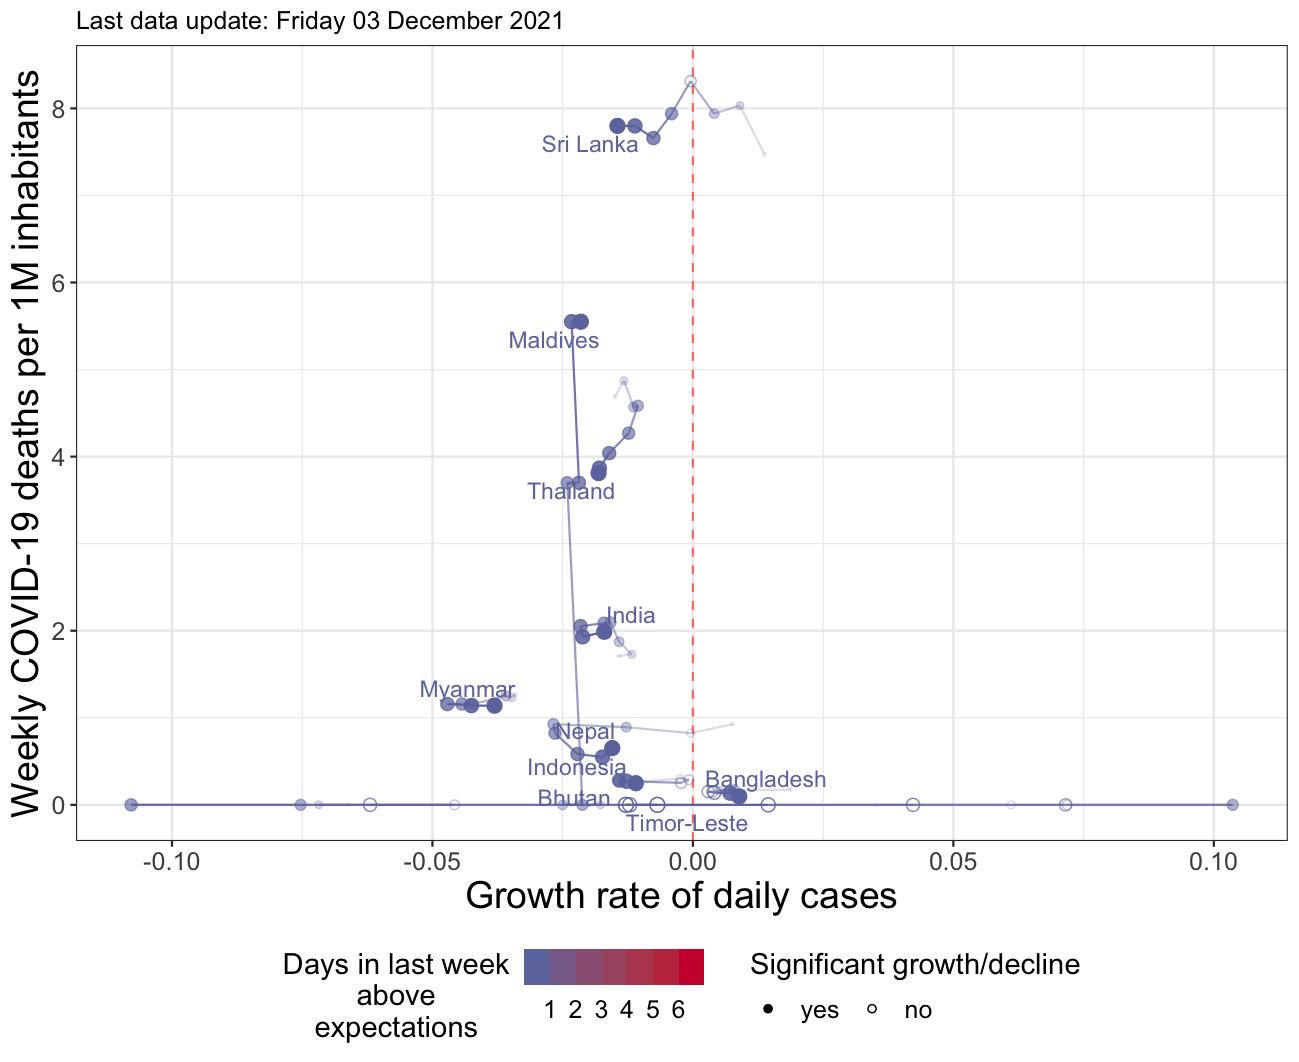 Last data update: Friday 03 December 2021
Weekly COVID-19 deaths per 1M inhabitants
8
6
4
2
0
Sri Lanka
Maldives
Thailand
India
Myanmar
Nepal
Indonesia
Bangladesh
Bhutan
Timor-Leste
-0.10 -0.05 0.00 0.05 0.10
Growth rate of daily cases
Days in last week
above
expectations
1 2 3 4 5 6
Significant growth/decline
yes no